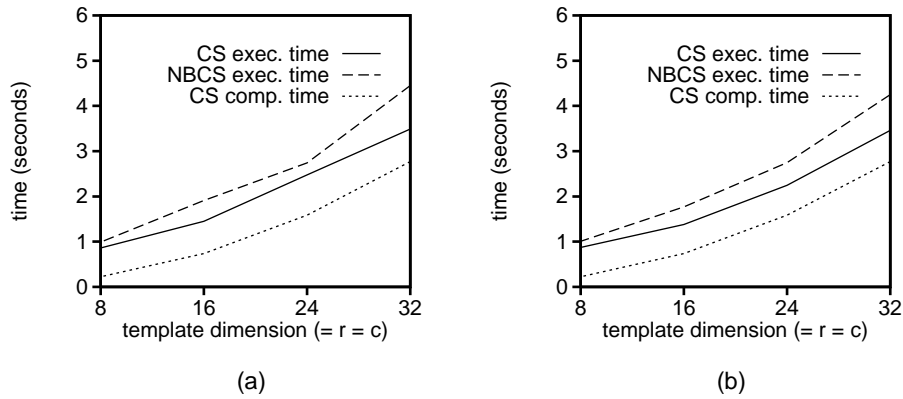 6
5
4
3
2
1
0
time (seconds)
CS exec. time
NBCS exec. time
CS comp. time
8 16 24 32
template dimension (= r = c)
(a)
6
5
4
3
2
1
0
time (seconds)
CS exec. time
NBCS exec. time
CS comp. time
8 16 24 32
template dimension (= r = c)
(b)